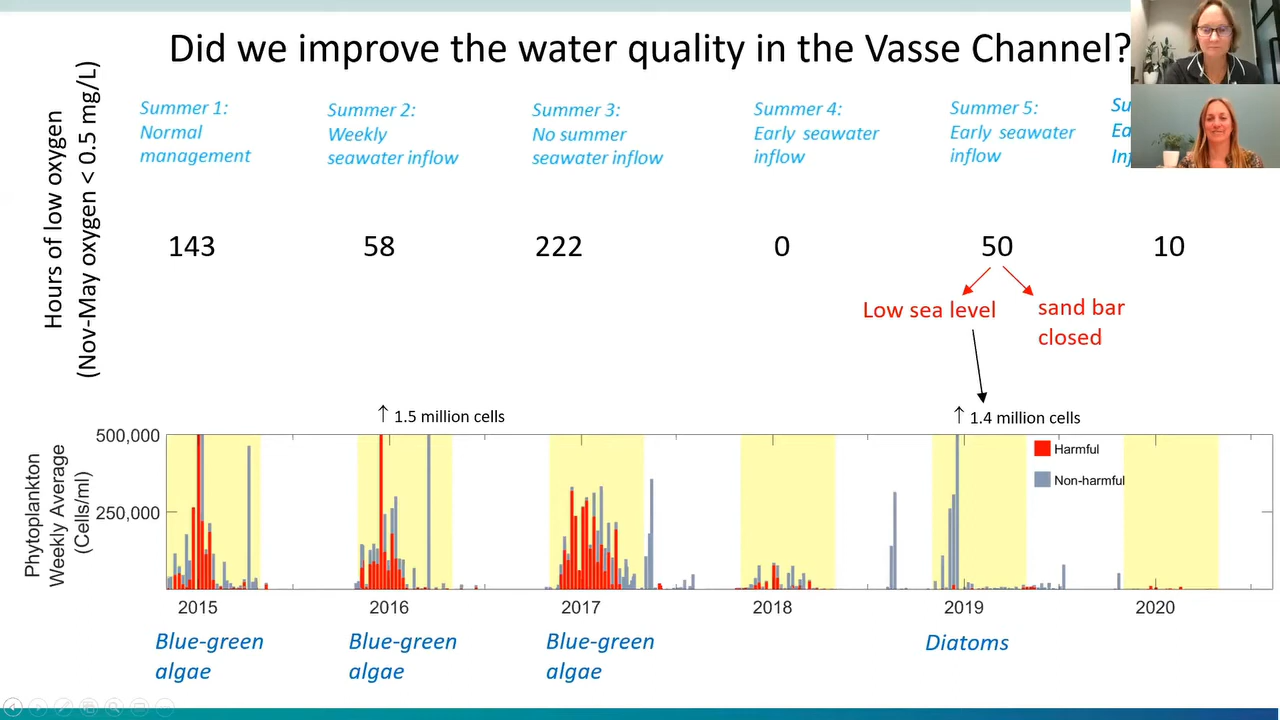 Did we improve the water quality in the Vasse Channel?
Hours of low oxygen
(Nov-May oxygen < 0.5 mg/L)
Summer 1:
Normal
management
Summer 2:
Weekly
seawater inflow
Summer 3:
No summer
seawater inflow
Summer 4:
Early seawater
inflow
Summer 5:
Early seawater
inflow
Su
Ea
Inf
143
58
222
0
50
10
Low sea level
sand bar
closed
↑ 1.5 million cells
↑ 1.4 million cells
Phytoplankton
Weekly Average
(Cells/ml)
500,000
250,000
Harmful
Non-harmful
2015
2016
2017
2018
2019
2020
Blue-green
algae
Blue-green
algae
Blue-green
algae
Diatoms